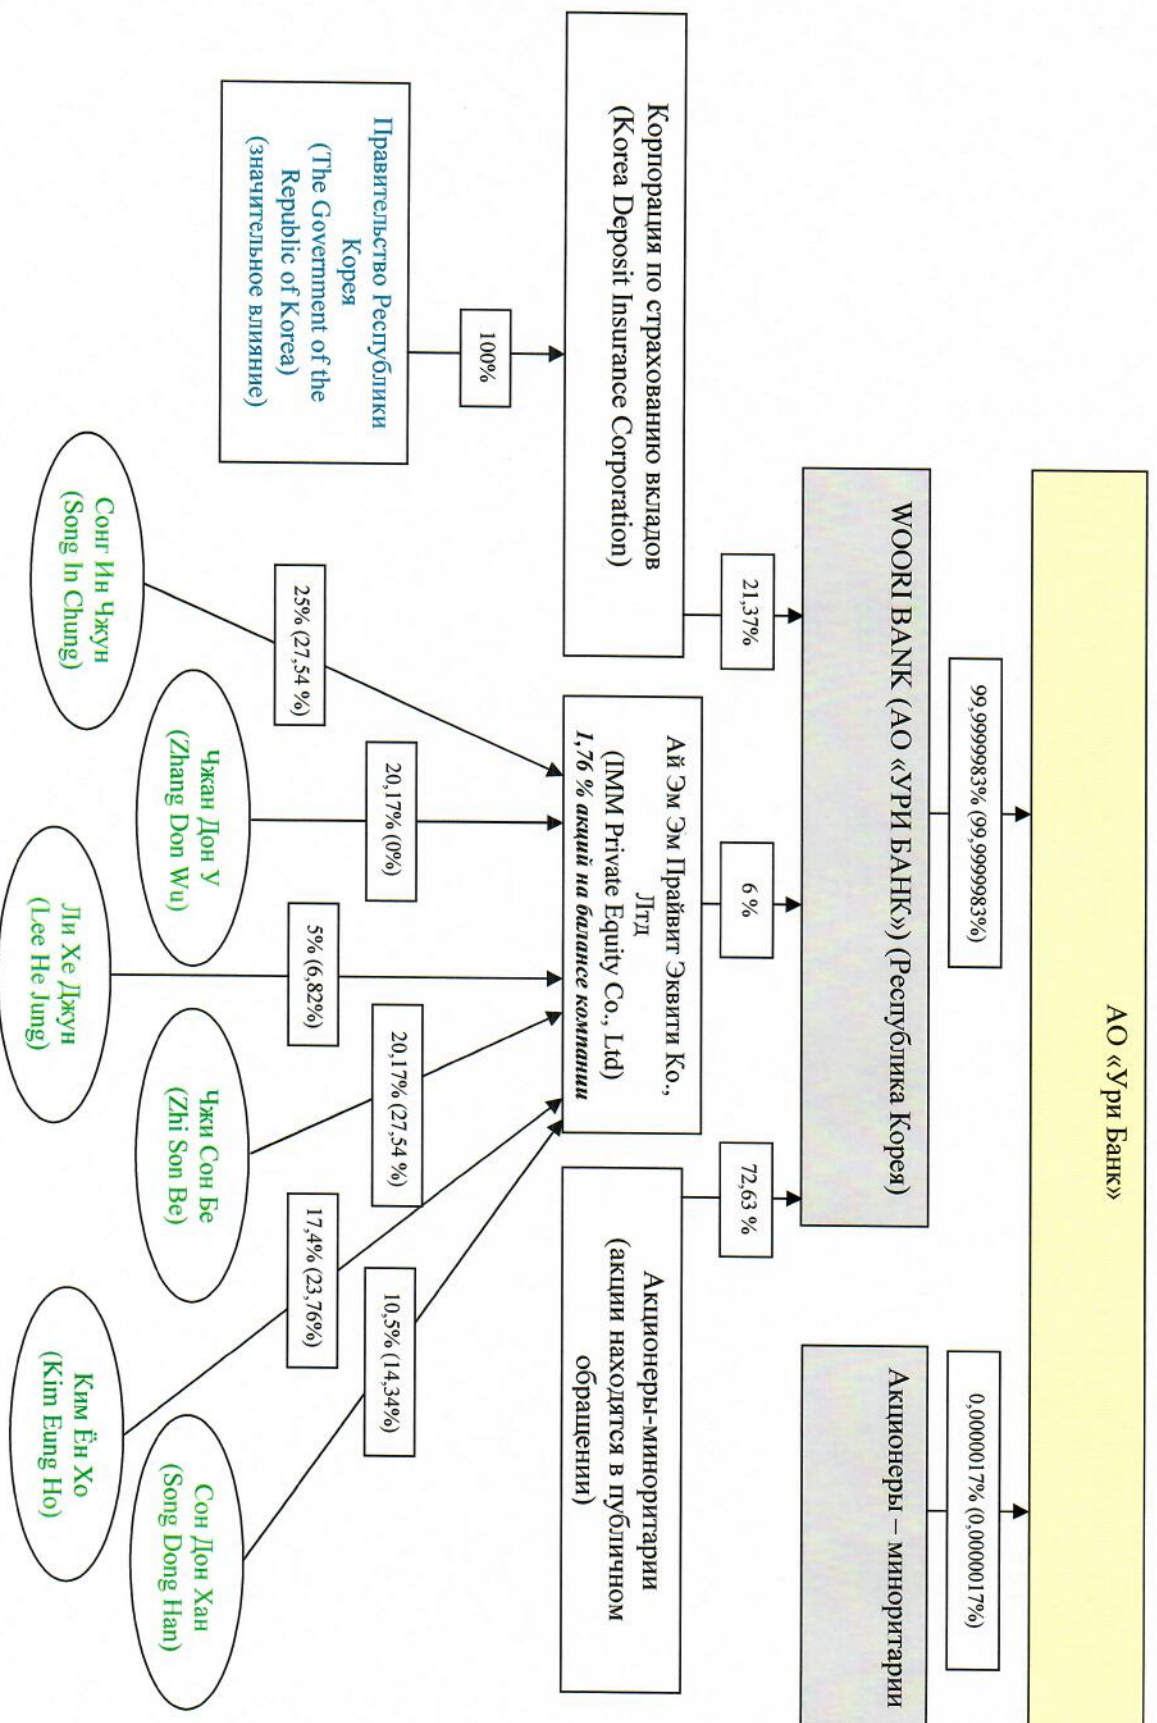 АО «Ури Банк»
99,9999983% (99,9999983%)
0,0000017% (0,0000017%)
WOORI BANK (АО «УРИ БАНК») (Республика Корея)
Акционеры – миноритарии
21,37%
6 %
72,63 %
Корпорация по страхованию вкладов
(Korea Deposit Insurance Corporation)
Ай Эм Эм Прайвит Эквити Ко.,
Лтд
(IMM Private Equity Co., Ltd)
1,76 % акций на балансе компании
Акционеры-миноритарии
(акции находятся в публичном
обращении)
100%
Правительство Республики
Корея
(The Government of the
Republic of Korea)
(значительное влияние)
25% (27,54 %)
20,17% (0%)
5% (6,82%)
20,17% (27,54 %)
17,4% (23,76%)
10,5% (14,34%)
Сонг Ин Чжун
(Song In Chung)
Чжан Дон У
(Zhang Don Wu)
Ли Хе Джун
(Lee He Jung)
Чжи Сон Бе
(Zhi Son Be)
Ким Ён Хо
(Kim Eung Ho)
Сон Дон Хан
(Song Dong Han)